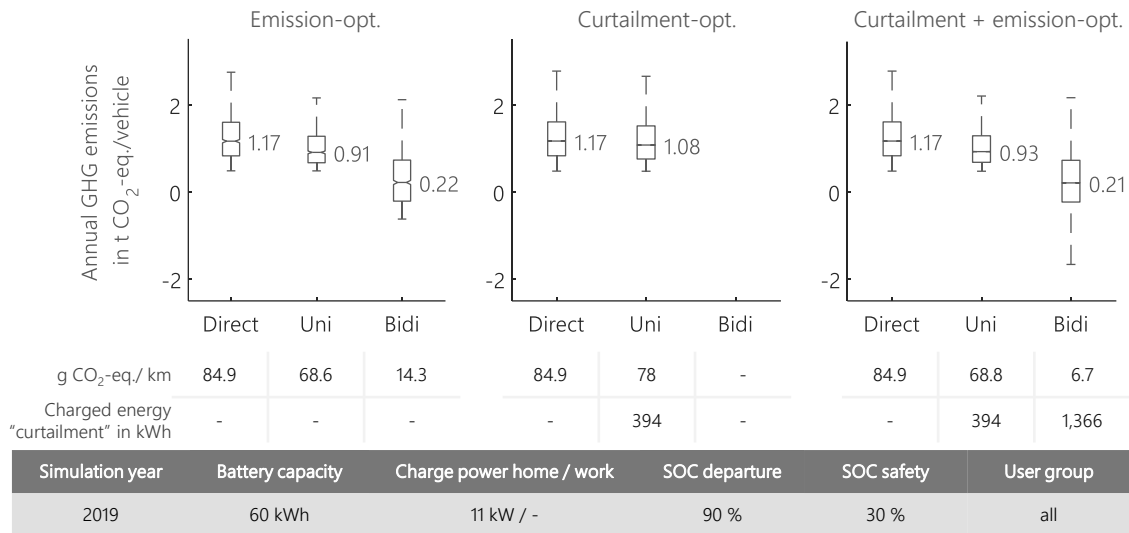 Emission-opt.
Curtailment-opt.
Curtailment + emission-opt.
Annual GHG emissions
in t CO₂-eq./vehicle
2
0
-2
1.17
0.91
0.22
Direct Uni Bidi
2
0
-2
1.17
1.08
Direct Uni Bidi
2
0
-2
1.17
0.93
0.21
Direct Uni Bidi
g CO₂-eq./ km 84.9 68.6 14.3 84.9 78 - 84.9 68.8 6.7
Charged energy
"curtailment" in kWh - - - - 394 - - 394 1,366
Simulation year Battery capacity Charge power home / work SOC departure SOC safety User group
2019 60 kWh 11 kW / - 90 % 30 % all